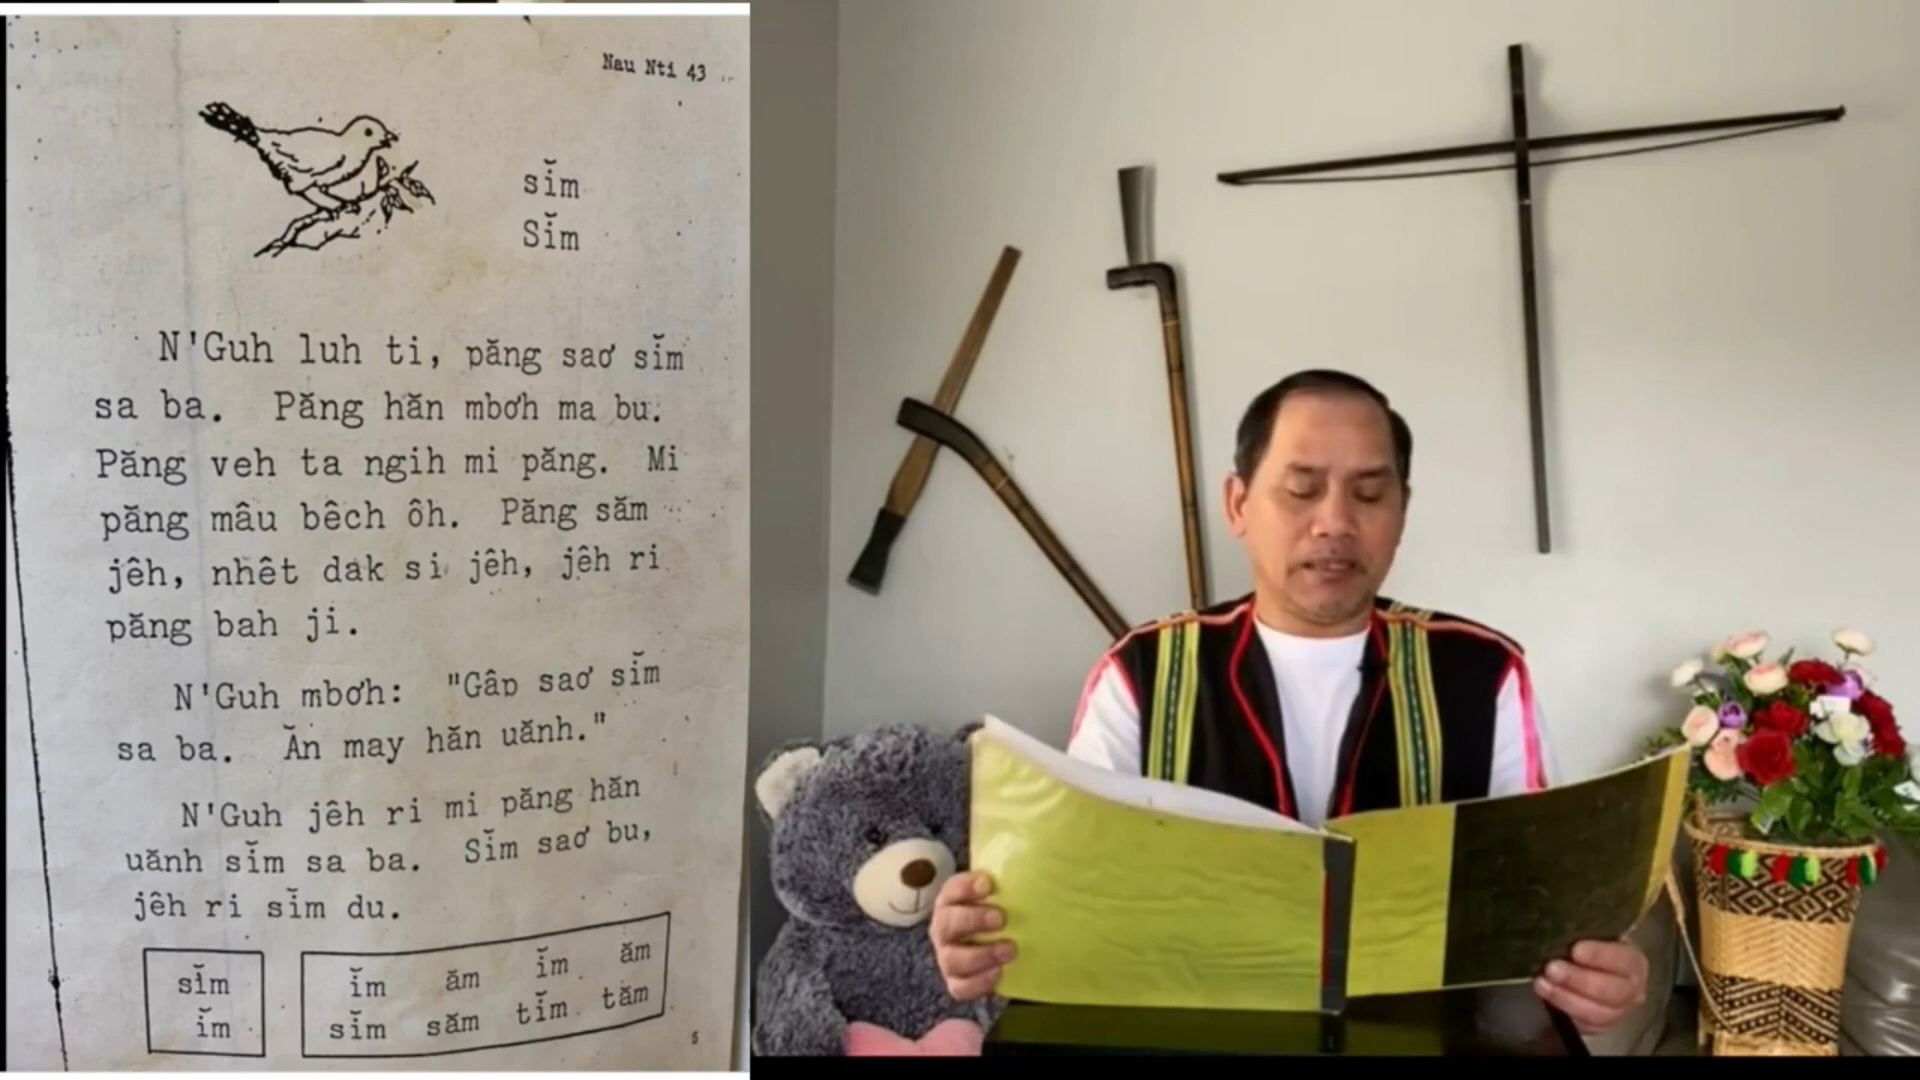 Nau Nti 43
sĭm
Sĭm
N'Guh luh ti, păng saơ sĭm
sa ba. Păng hăn mbơh ma bu.
Păng veh ta ngih mi păng. Mi
păng mâu bêch ôh. Păng săm
jêh, nhêt dak si jêh, jêh ri
păng bah ji.
N'Guh mbơh: "Gâp saơ sĭm
sa ba. Ăn may hăn uănh."
N'Guh jêh ri mi păng hăn
uănh sĭm sa ba. Sĭm saơ bu,
jêh ri sĭm du.
sĭm
ĭm
ĭm ăm ĭm ăm
sĭm săm tĭm tăm
5